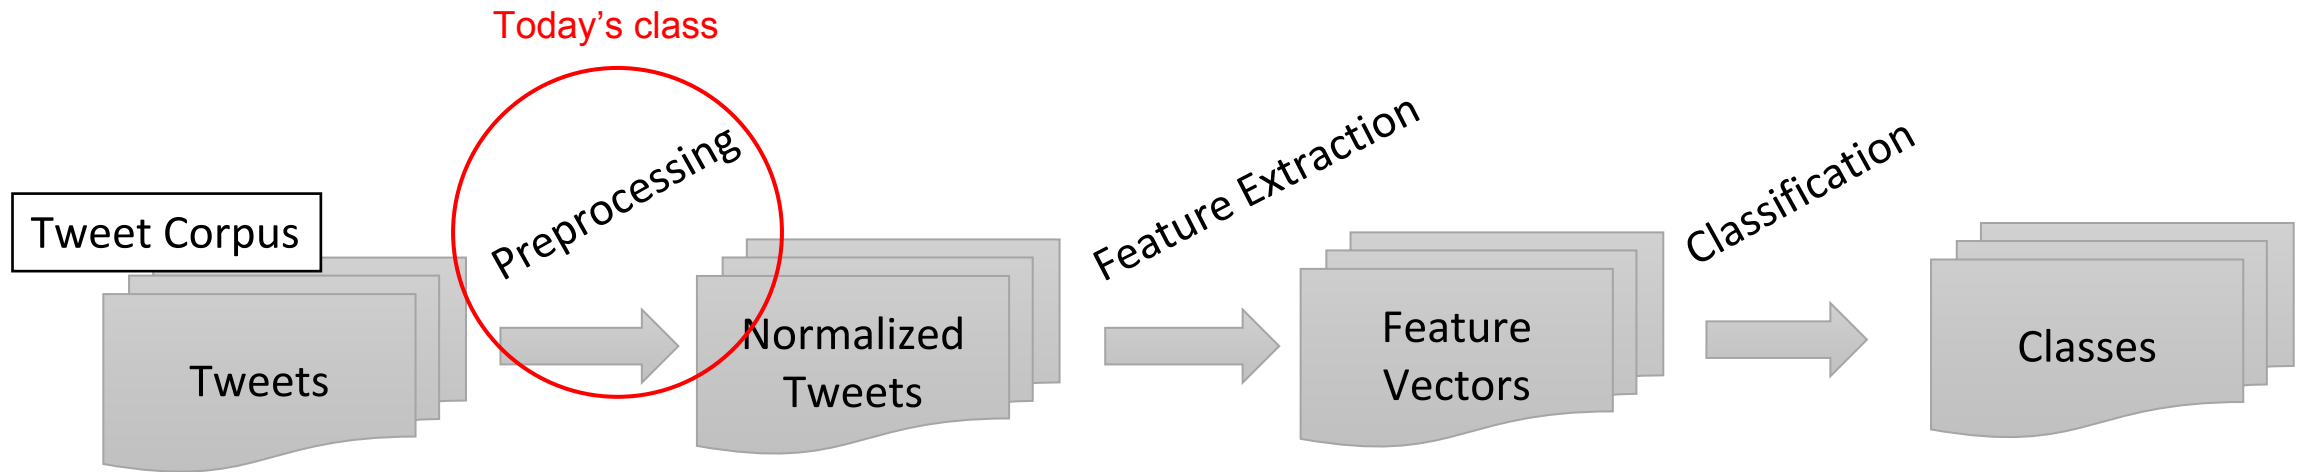 Today’s class
Tweet Corpus
Tweets
Preprocessing
Normalized
Tweets
Feature Extraction
Feature
Vectors
Classification
Classes